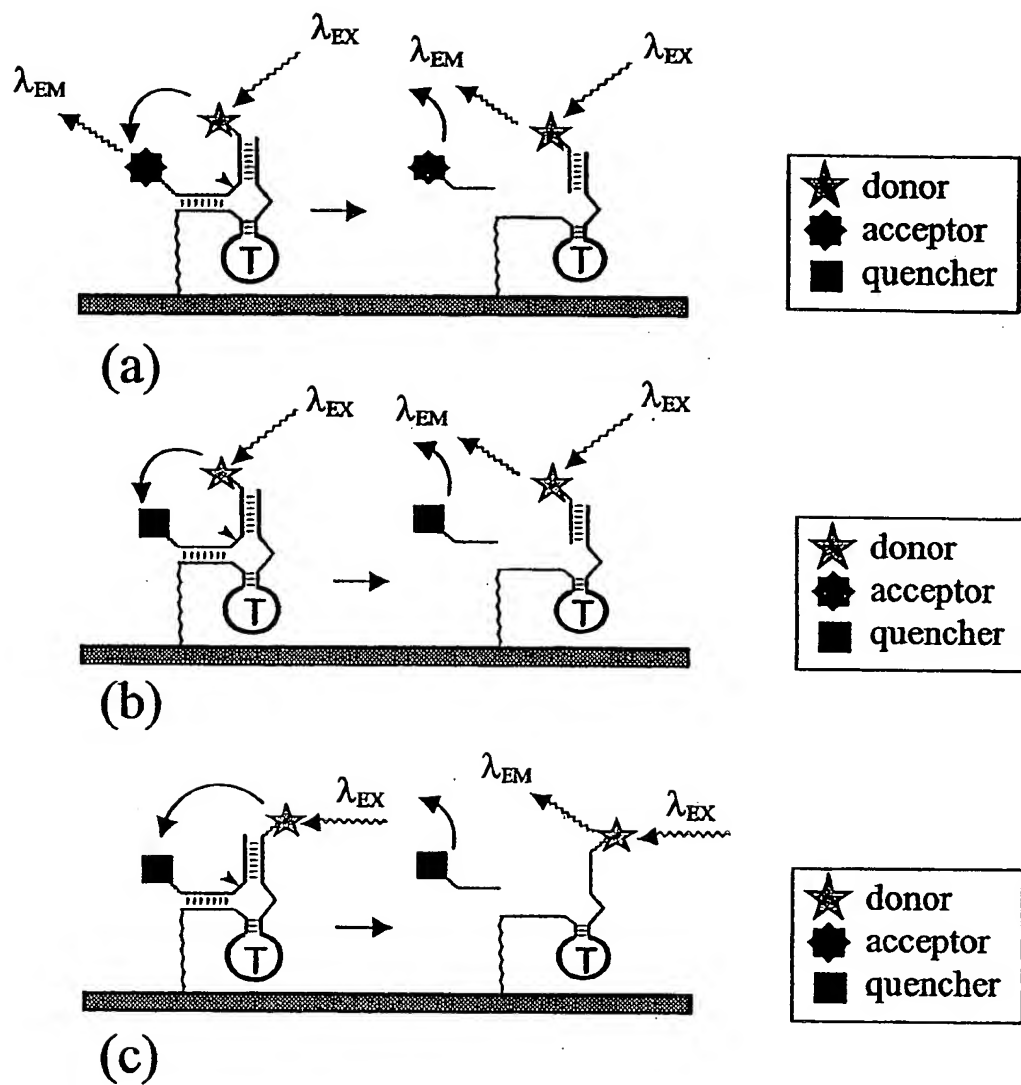 λEX
λEM
λEX
λEM
T
T
donor
acceptor
quencher
(a)
λEX
λEM
λEX
T
T
donor
acceptor
quencher
(b)
λEX
λEM
λEX
T
T
donor
acceptor
quencher
(c)